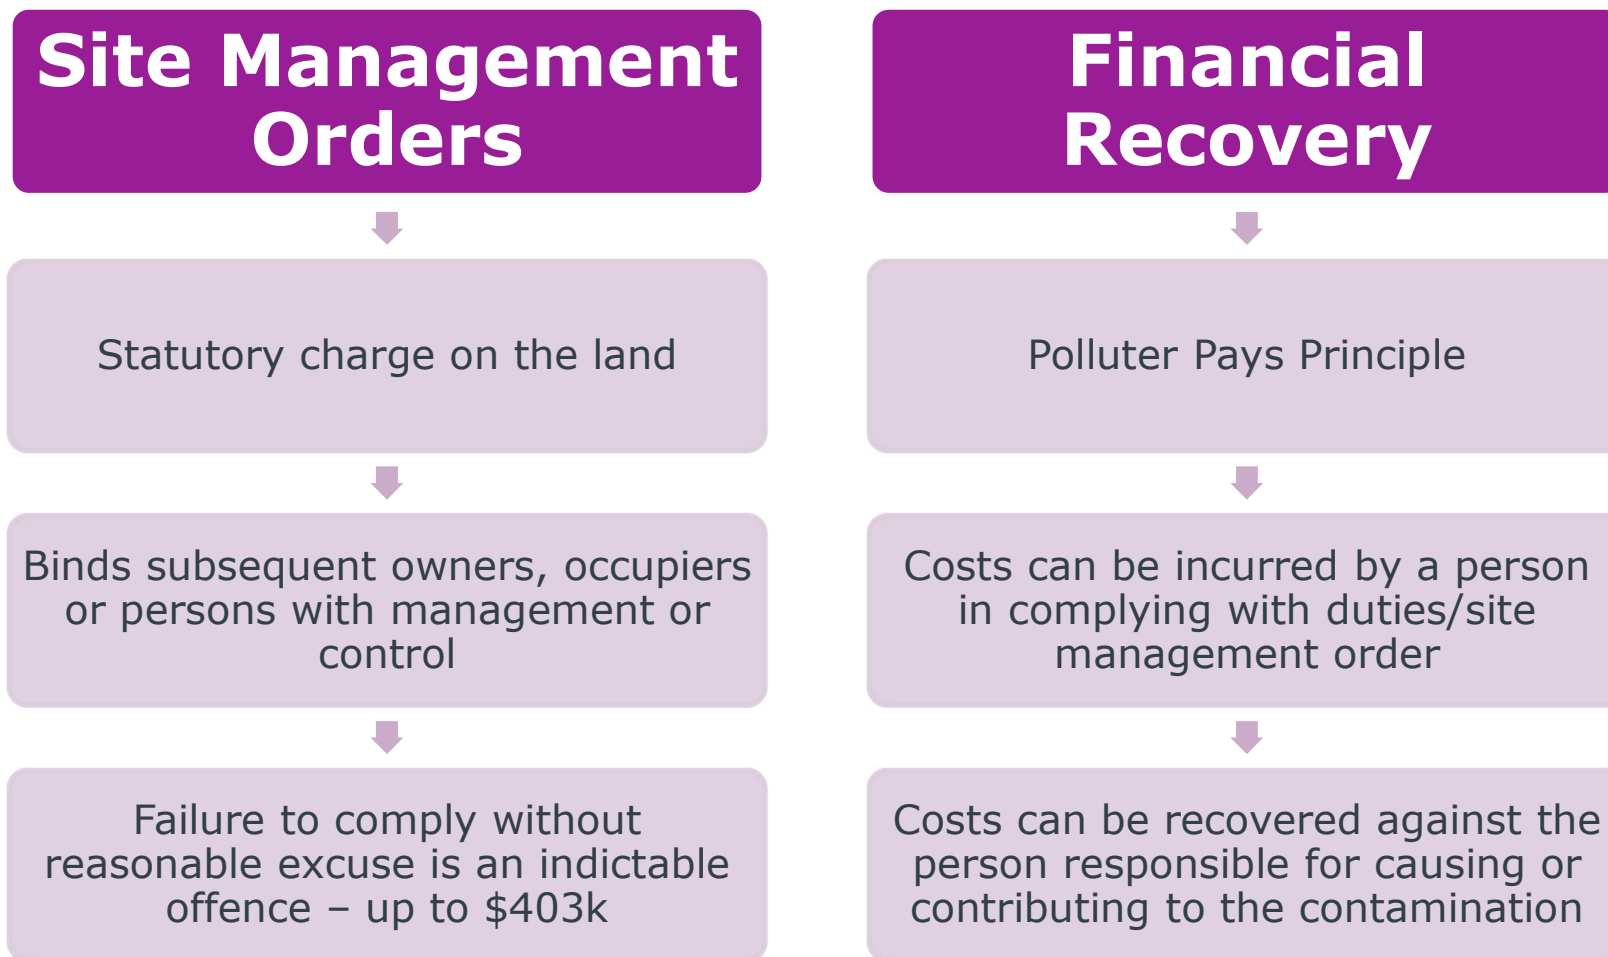 Site Management
Orders
Statutory charge on the land
Binds subsequent owners, occupiers
or persons with management or
control
Failure to comply without
reasonable excuse is an indictable
offence – up to $403k
Financial
Recovery
Polluter Pays Principle
Costs can be incurred by a person
in complying with duties/site
management order
Costs can be recovered against the
person responsible for causing or
contributing to the contamination